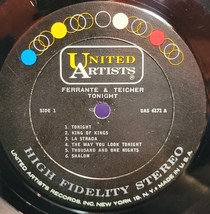 UNITED
ARTISTS
FERRANTE & TEICHER
TONIGHT
SIDE 1
UAS 6171 A
1. TONIGHT
2. KING OF KINGS
3. LA STRADA
4. THE WAY YOU LOOK TONIGHT
5. THOUSAND AND ONE NIGHTS
6. SHALOM
HIGH FIDELITY STEREO
UNITED ARTISTS RECORDS, INC. NEW YORK 19, N.Y. • MADE IN U.S.A.